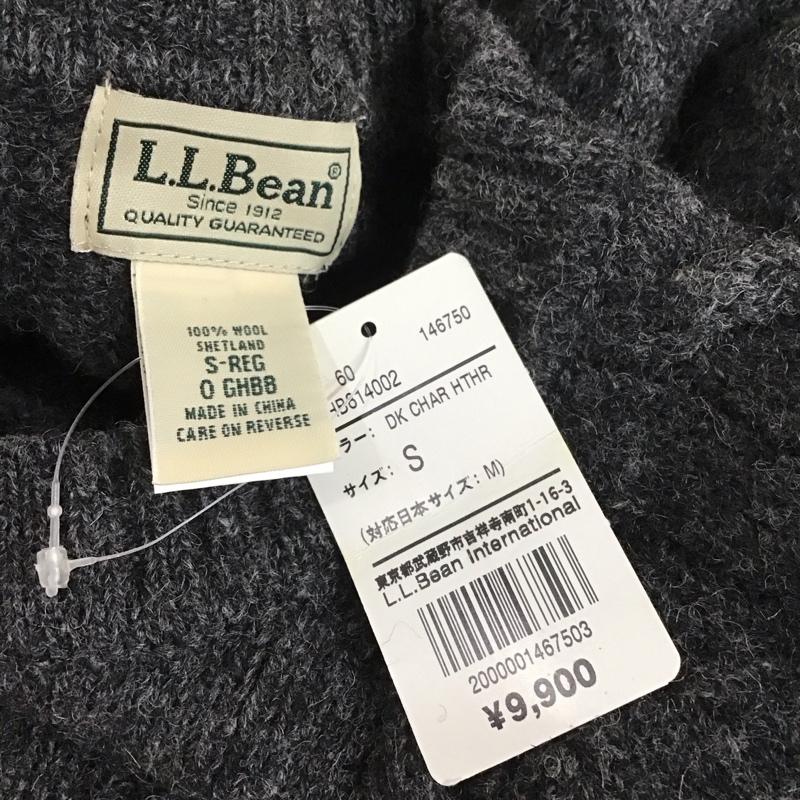 L.L.Bean®
Since 1912
QUALITY GUARANTEED
100% WOOL
SHETLAND
S-REG
0 GHB8
MADE IN CHINA
CARE ON REVERSE
60 146750
HB614002
ラー: DK CHAR HTHR
サイズ: S
(対応日本サイズ: M)
東京都武蔵野市吉祥寺南町1-16-3
L.L.Bean International
2000001467503
¥9,900